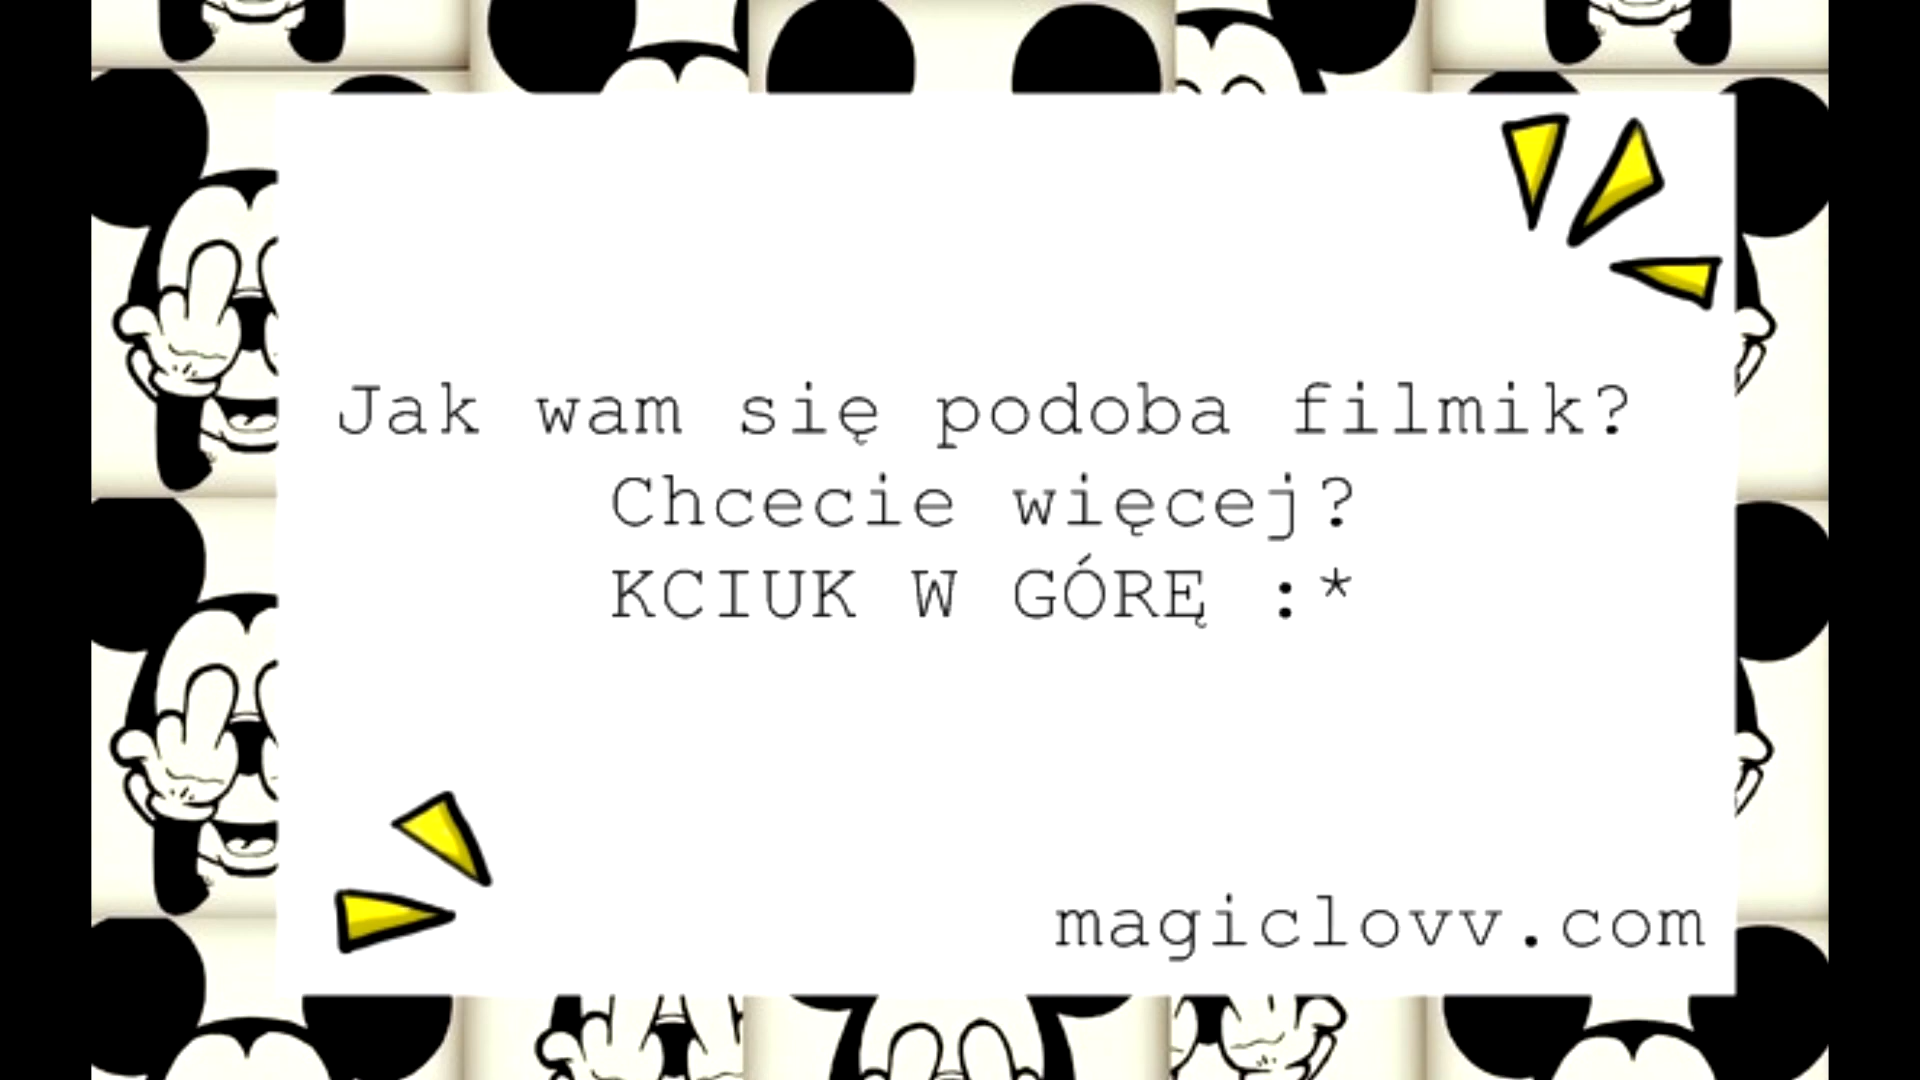 Jak wam się podoba filmik?
Chcecie więcej?
KCIUK W GÓRĘ :*
magiclovv.com